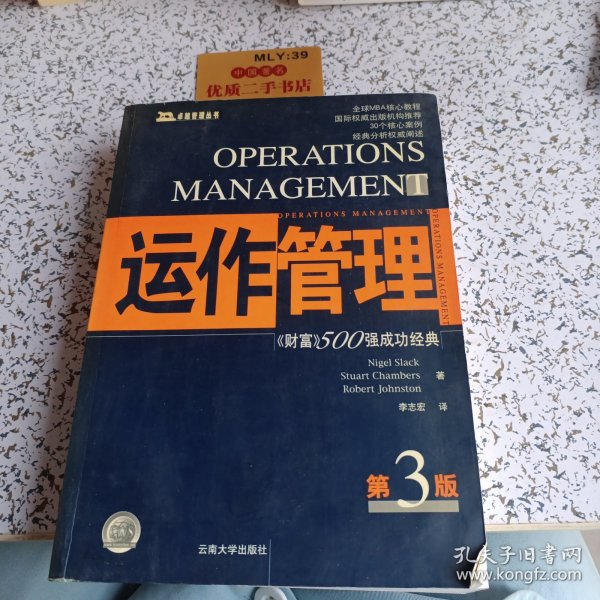 MLY:39
中国著名
优质二手书店
卓越管理丛书
全球MBA核心教程
国际权威出版机构推荐
30个核心案例
经典分析权威阐述
OPERATIONS
MANAGEMENT
OPERATIONS MANAGEMENT
运作管理
OPERATIONS MANAGEMENT
《财富》500强成功经典
Nigel Slack
Stuart Chambers 著
Robert Johnston
李志宏 译
第3版
云南大学出版社
孔夫子旧书网
www.kongfz.com